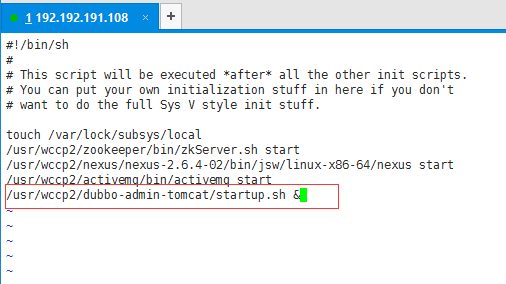 1 192.192.191.108 × +
#!/bin/sh
#
# This script will be executed *after* all the other init scripts.
# You can put your own initialization stuff in here if you don't
# want to do the full Sys V style init stuff.
touch /var/lock/subsys/local
/usr/wccp2/zookeeper/bin/zkServer.sh start
/usr/wccp2/nexus/nexus-2.6.4-02/bin/jsw/linux-x86-64/nexus start
/usr/wccp2/activemq/bin/activemq start
/usr/wccp2/dubbo-admin-tomcat/startup.sh &
~
~
~
~
~